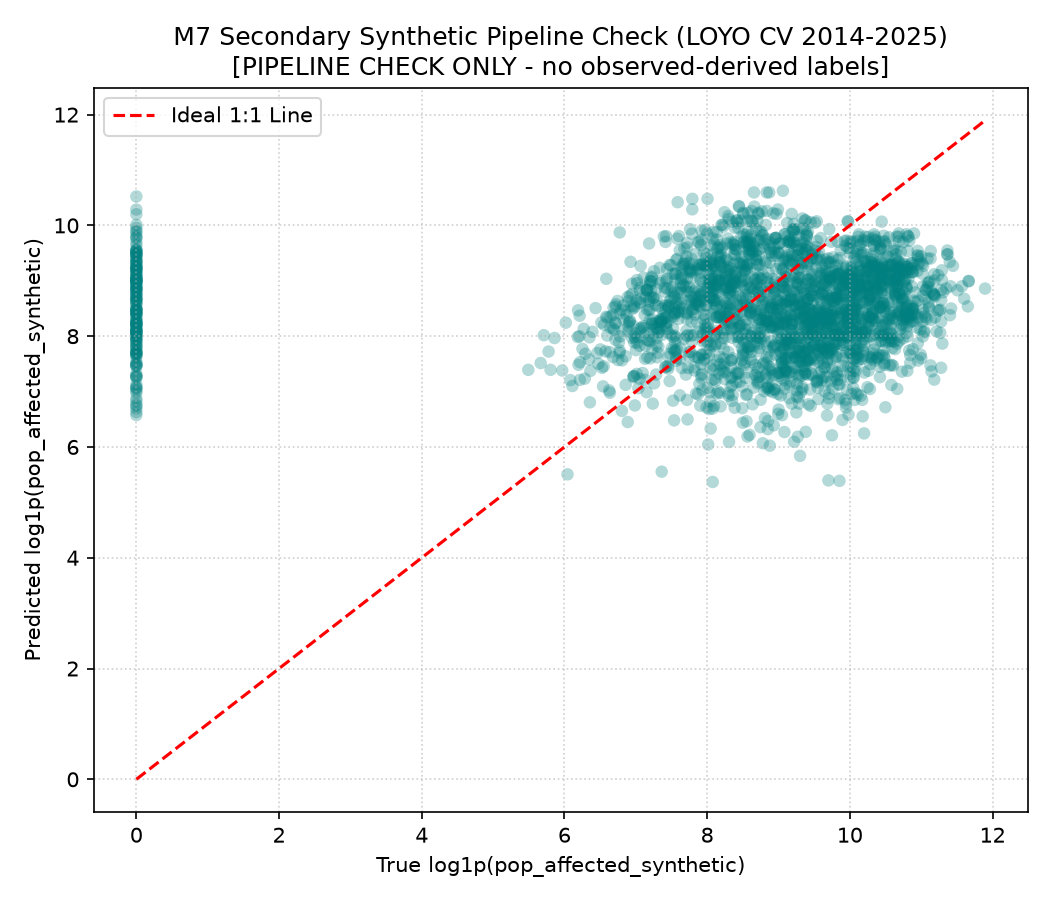 M7 Secondary Synthetic Pipeline Check (LOYO CV 2014-2025)
[PIPELINE CHECK ONLY - no observed-derived labels]
Ideal 1:1 Line
Predicted log1p(pop_affected_synthetic)
12
10
8
6
4
2
0
0 2 4 6 8 10 12
True log1p(pop_affected_synthetic)